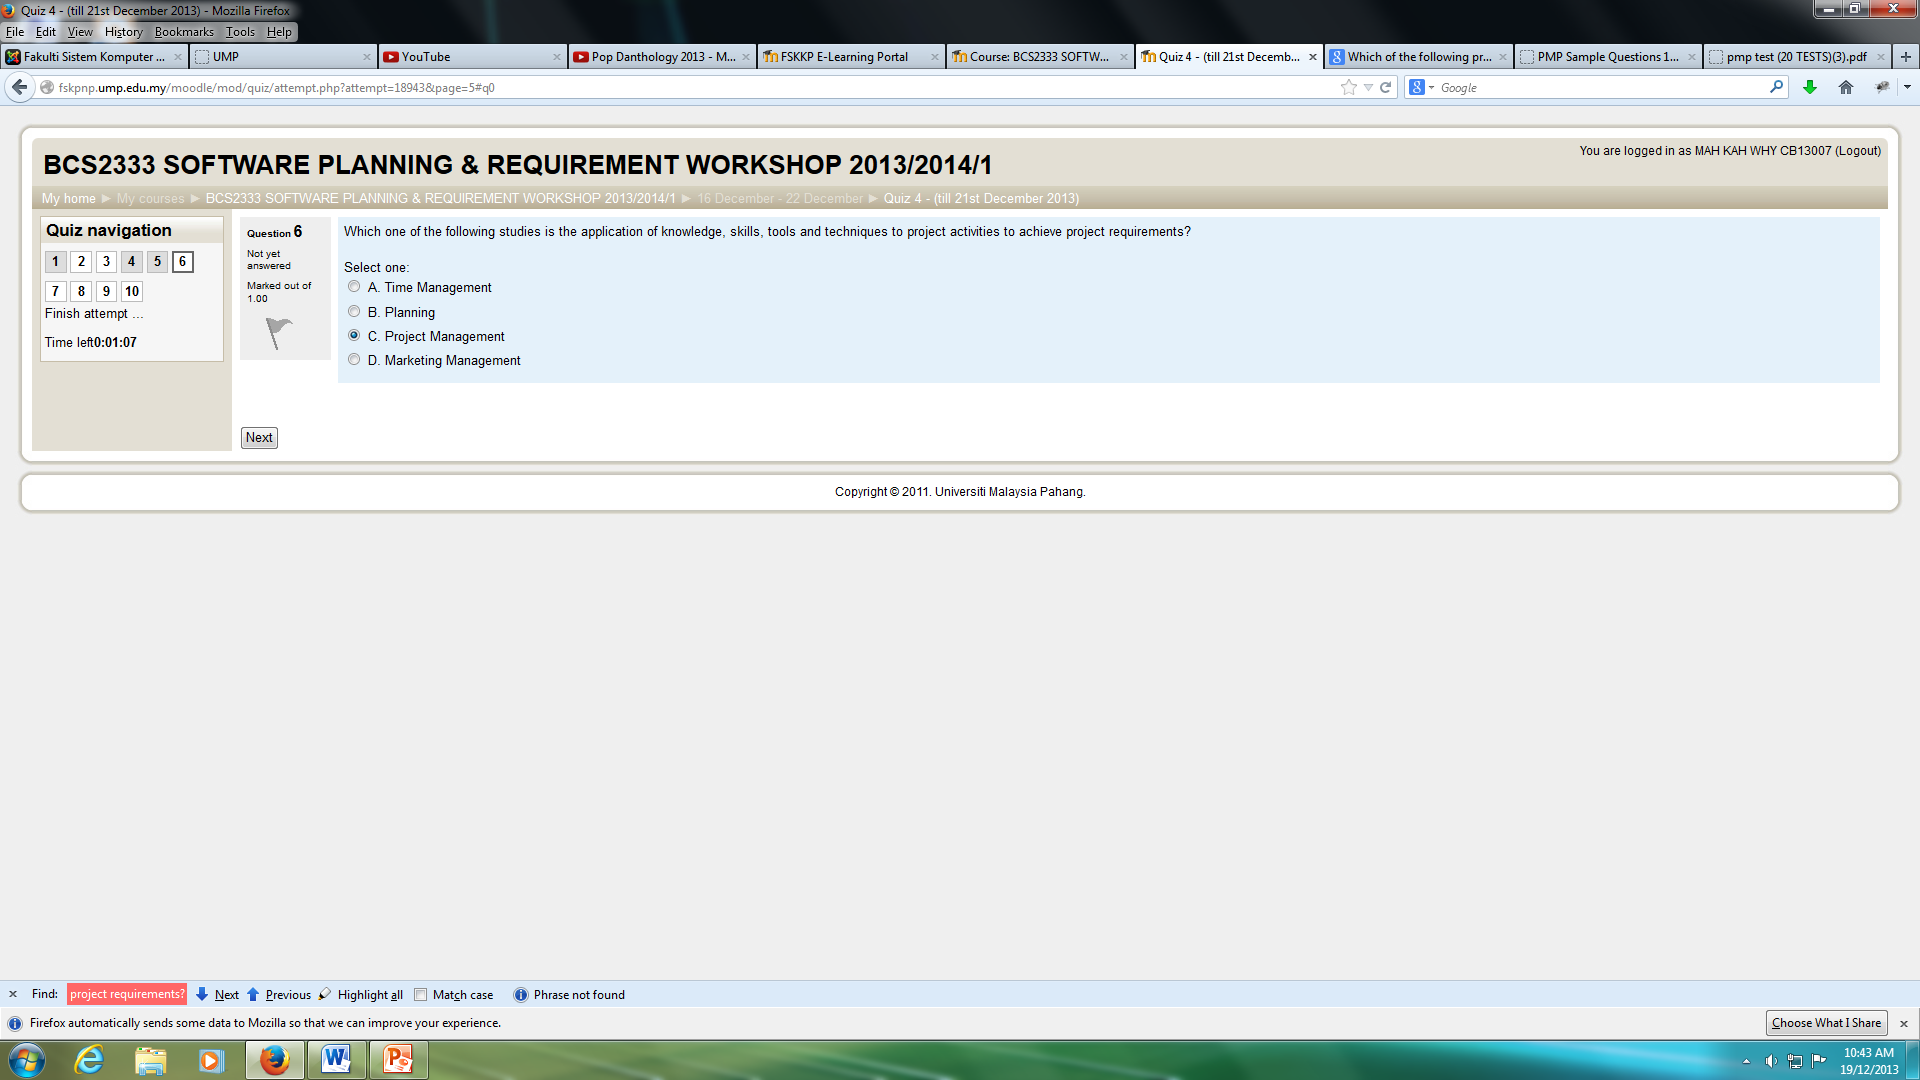 Quiz 4 - (till 21st December 2013) - Mozilla Firefox
File Edit View History Bookmarks Tools Help
Fakulti Sistem Komputer ... UMP YouTube Pop Danthology 2013 - M... FSKKP E-Learning Portal Course: BCS2333 SOFTW... Quiz 4 - (till 21st Decemb... Which of the following pr... PMP Sample Questions 1... pmp test (20 TESTS)(3).pdf
fskpnp.ump.edu.my/moodle/mod/quiz/attempt.php?attempt=18943&page=5#q0 Google
BCS2333 SOFTWARE PLANNING & REQUIREMENT WORKSHOP 2013/2014/1
You are logged in as MAH KAH WHY CB13007 (Logout)
My home ► My courses ► BCS2333 SOFTWARE PLANNING & REQUIREMENT WORKSHOP 2013/2014/1 ► 16 December - 22 December ► Quiz 4 - (till 21st December 2013)
Quiz navigation
1 2 3 4 5 6
7 8 9 10
Finish attempt ...
Time left0:01:07
Question 6
Not yet
answered
Marked out of
1.00
Which one of the following studies is the application of knowledge, skills, tools and techniques to project activities to achieve project requirements?
Select one:
A. Time Management
B. Planning
C. Project Management
D. Marketing Management
Next
Copyright © 2011. Universiti Malaysia Pahang.
Find: project requirements? Next Previous Highlight all Match case Phrase not found
Firefox automatically sends some data to Mozilla so that we can improve your experience.
Choose What I Share
10:43 AM
19/12/2013